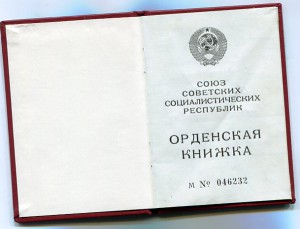 СОЮЗ
СОВЕТСКИХ
СОЦИАЛИСТИЧЕСКИХ
РЕСПУБЛИК
ОРДЕНСКАЯ
КНИЖКА
М № 046232